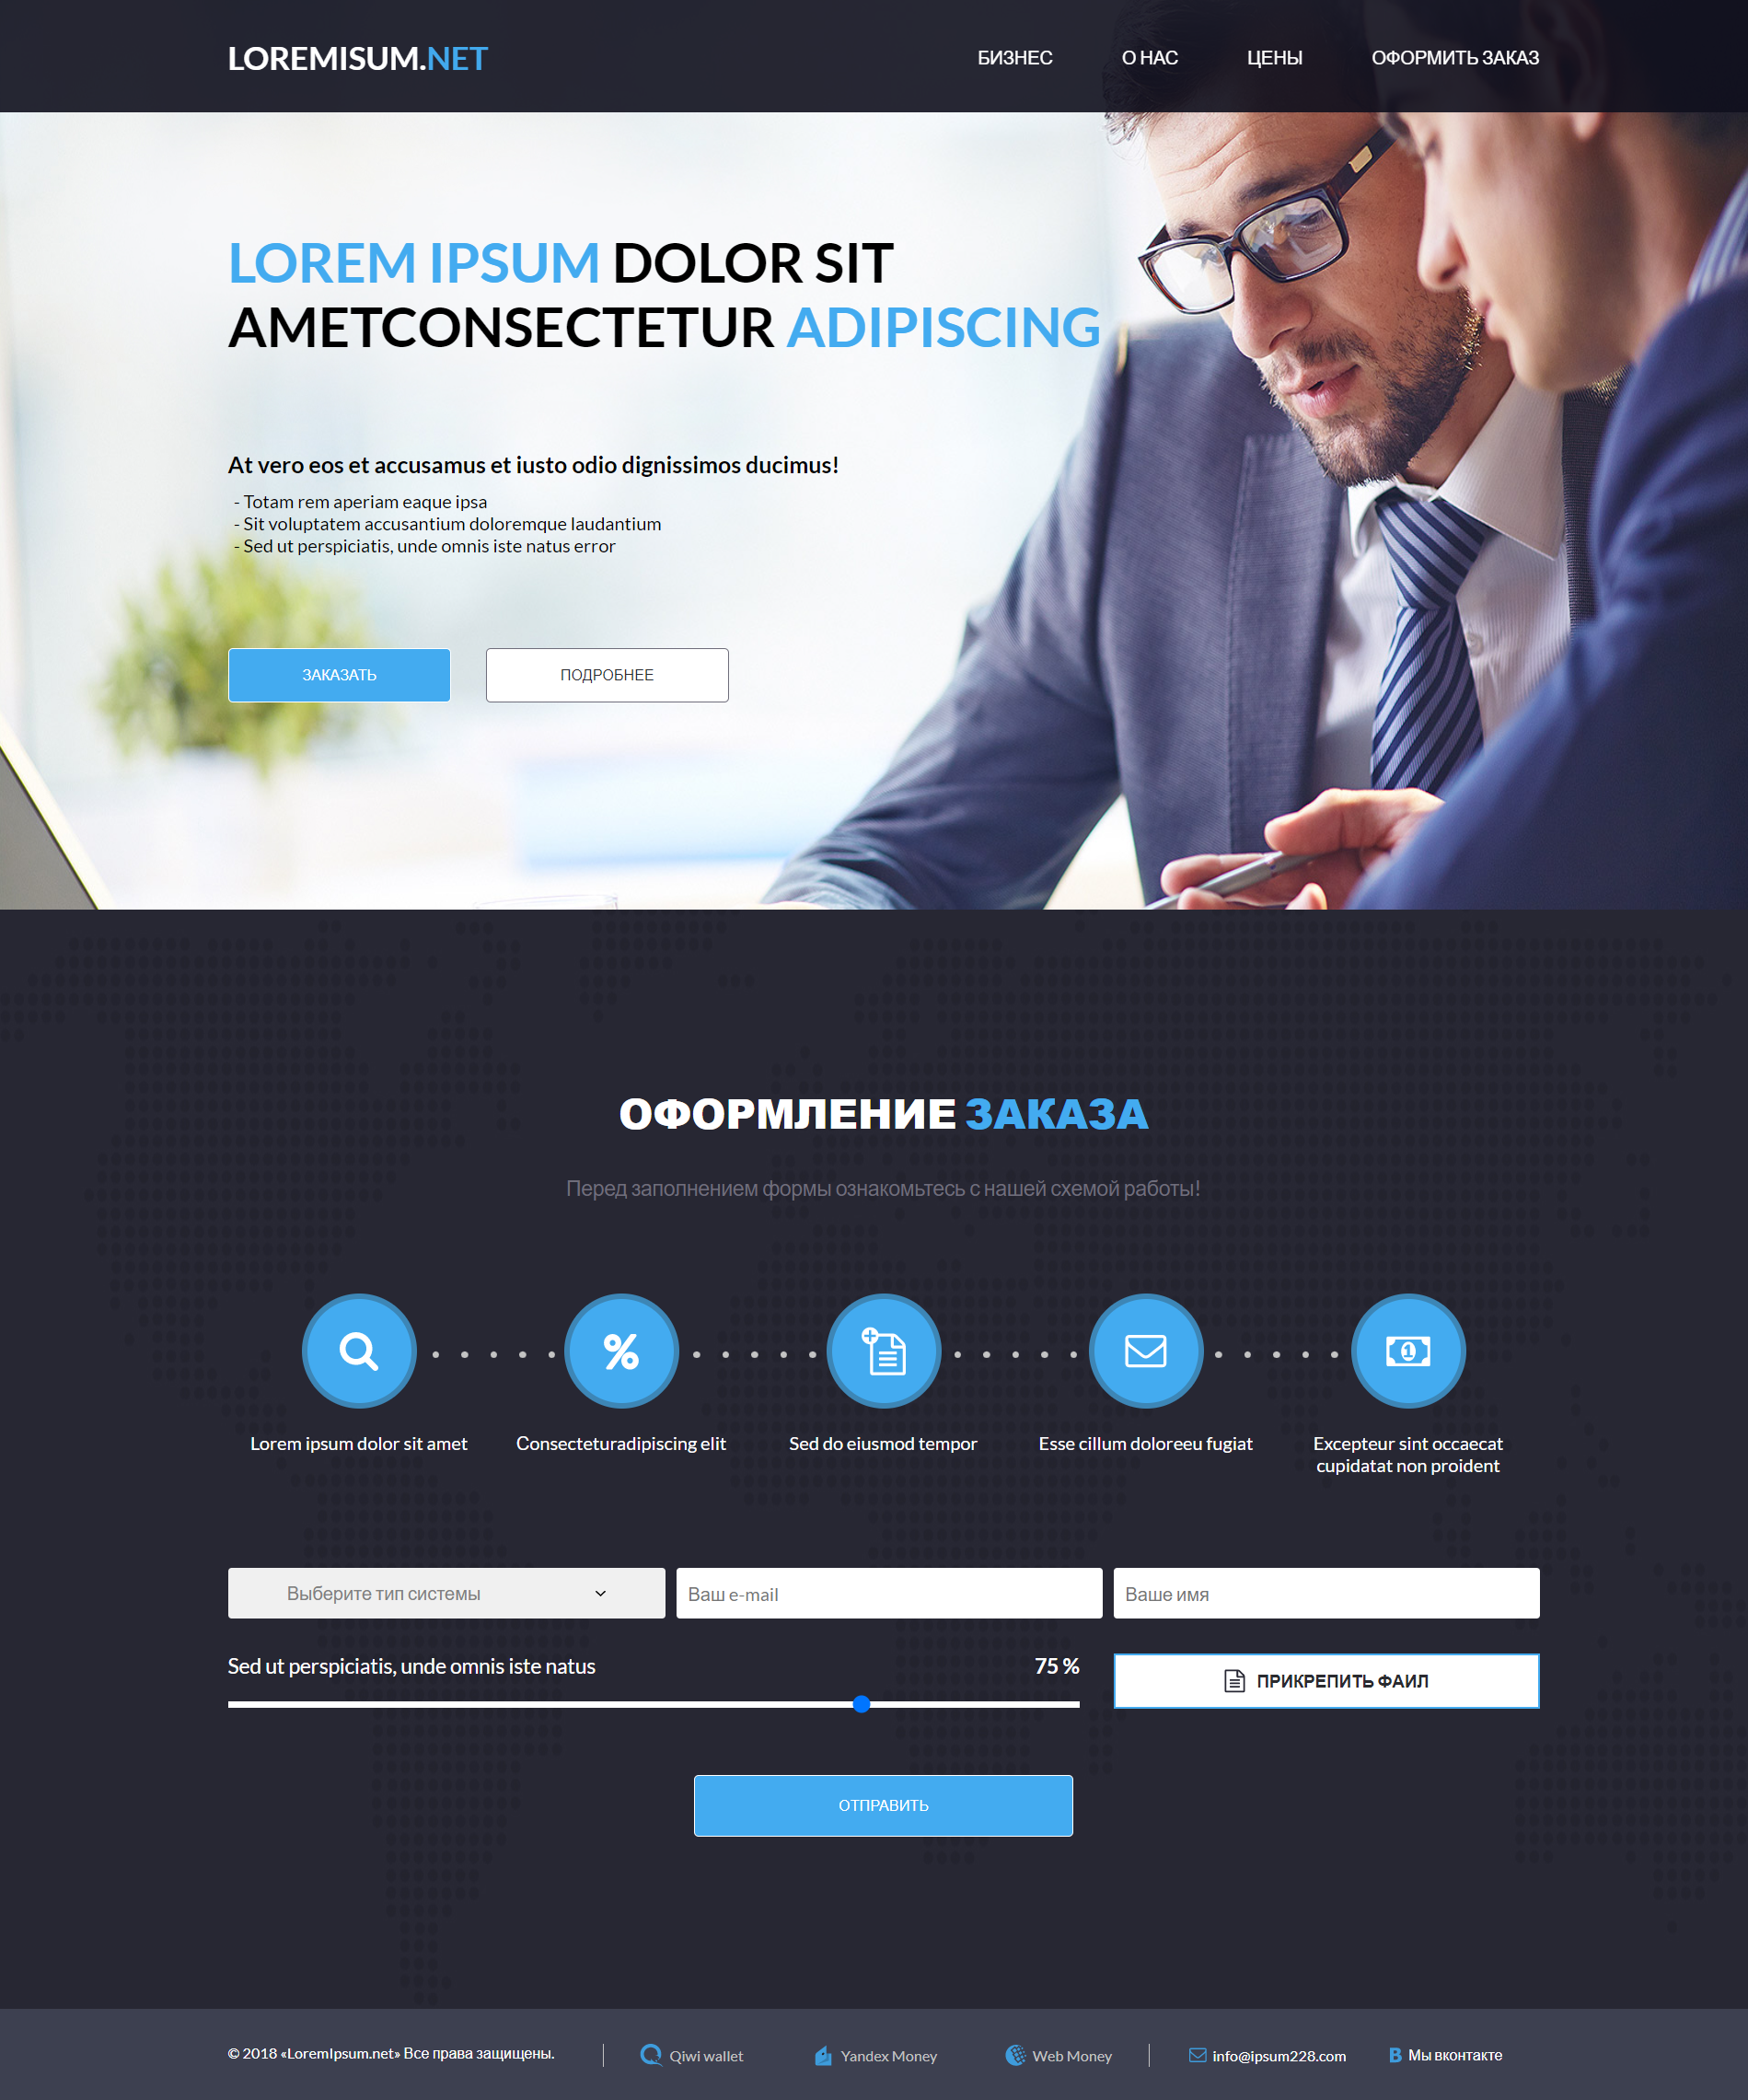 LOREMISUM.NET
БИЗНЕС О НАС ЦЕНЫ ОФОРМИТЬ ЗАКАЗ
LOREM IPSUM DOLOR SIT
AMETCONSECTETUR ADIPISCING
At vero eos et accusamus et iusto odio dignissimos ducimus!
- Totam rem aperiam eaque ipsa
- Sit voluptatem accusantium doloremque laudantium
- Sed ut perspiciatis, unde omnis iste natus error
ЗАКАЗАТЬ ПОДРОБНЕЕ
ОФОРМЛЕНИЕ ЗАКАЗА
Перед заполнением формы ознакомьтесь с нашей схемой работы!
Lorem ipsum dolor sit amet
Consecteturadipiscing elit
Sed do eiusmod tempor
Esse cillum doloreeu fugiat
Excepteur sint occaecat
cupidatat non proident
Выберите тип системы
Ваш e-mail
Ваше имя
Sed ut perspiciatis, unde omnis iste natus 75 %
ПРИКРЕПИТЬ ФАИЛ
ОТПРАВИТЬ
© 2018 «LoremIpsum.net» Все права защищены. Qiwi wallet Yandex Money Web Money info@ipsum228.com Мы вконтакте